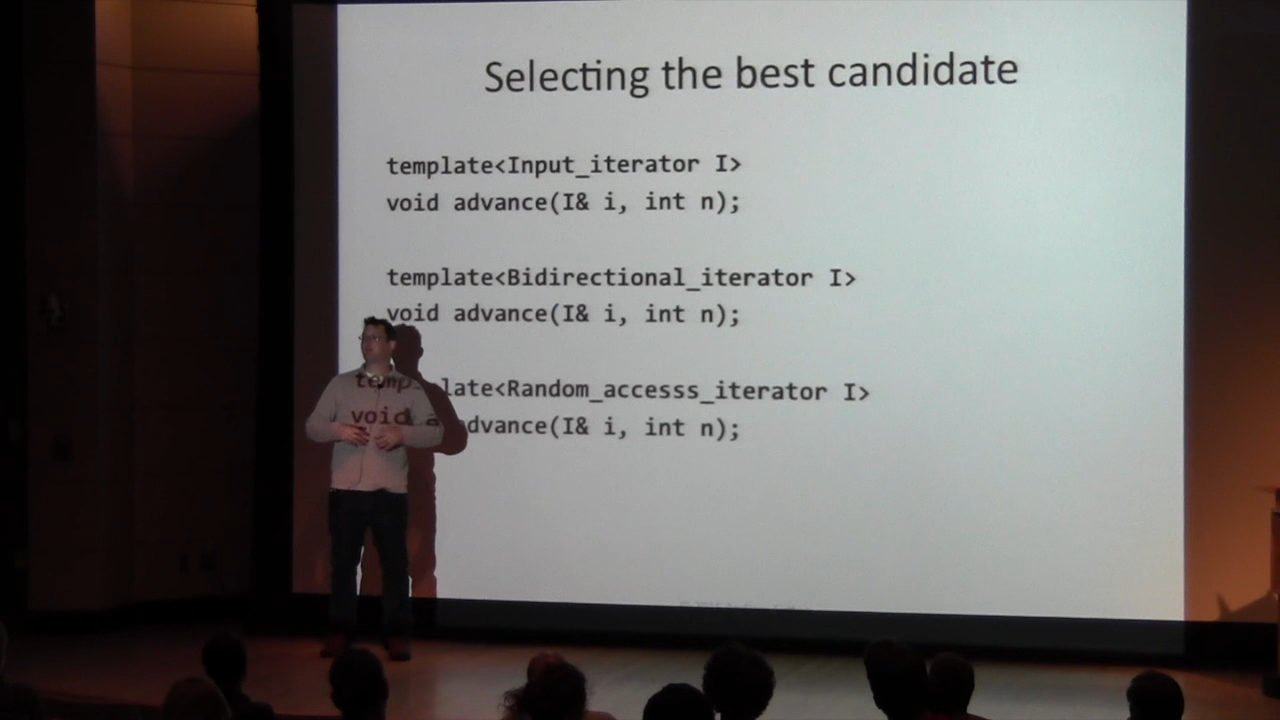 Selecting the best candidate
template<Input_iterator I>
void advance(I& i, int n);
template<Bidirectional_iterator I>
void advance(I& i, int n);
template<Random_accesss_iterator I>
void advance(I& i, int n);